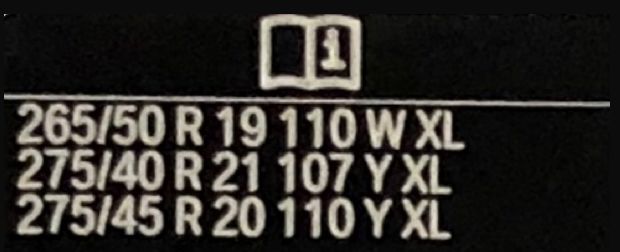 265/50 R 19 110 W XL
275/40 R 21 107 Y XL
275/45 R 20 110 Y XL